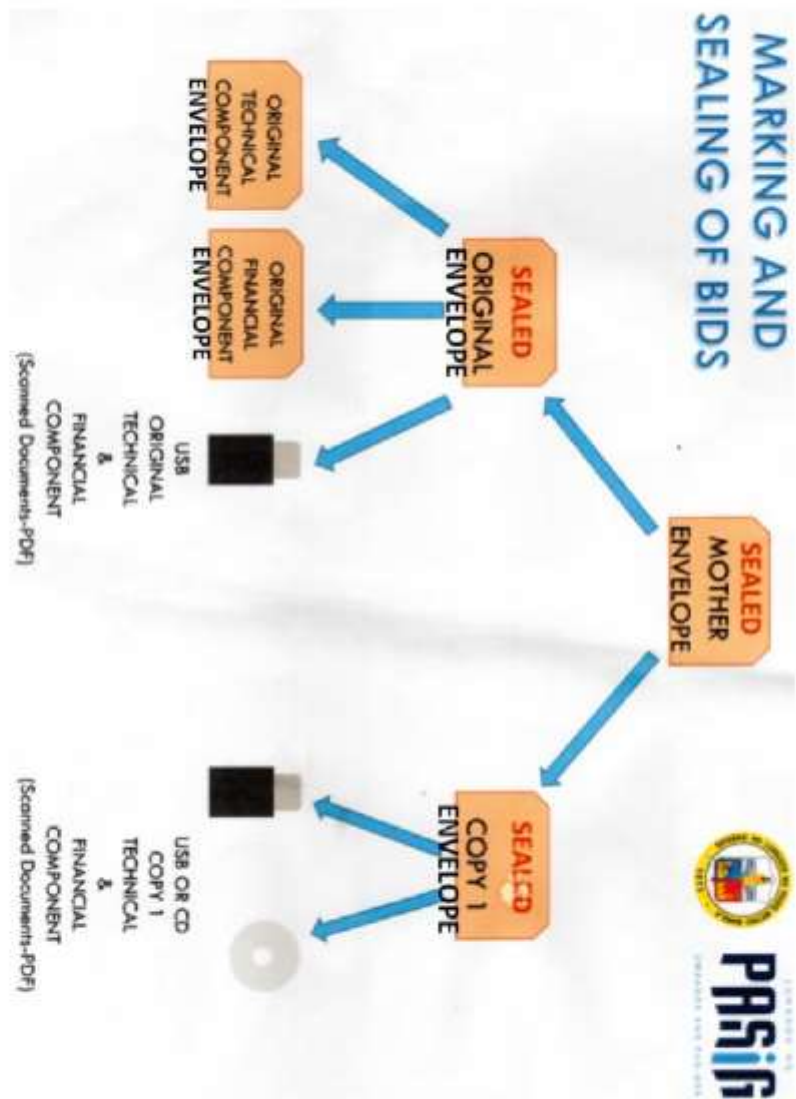 MARKING AND
SEALING OF BIDS
PASiG
SEALED
MOTHER
ENVELOPE
SEALED
ORIGINAL
ENVELOPE
SEALED
COPY 1
ENVELOPE
ORIGINAL
TECHNICAL
COMPONENT
ENVELOPE
ORIGINAL
FINANCIAL
COMPONENT
ENVELOPE
USB
ORIGINAL
TECHNICAL
&
FINANCIAL
COMPONENT
(Scanned Documents-PDF)
USB OR CD
COPY 1
TECHNICAL
&
FINANCIAL
COMPONENT
(Scanned Documents-PDF)